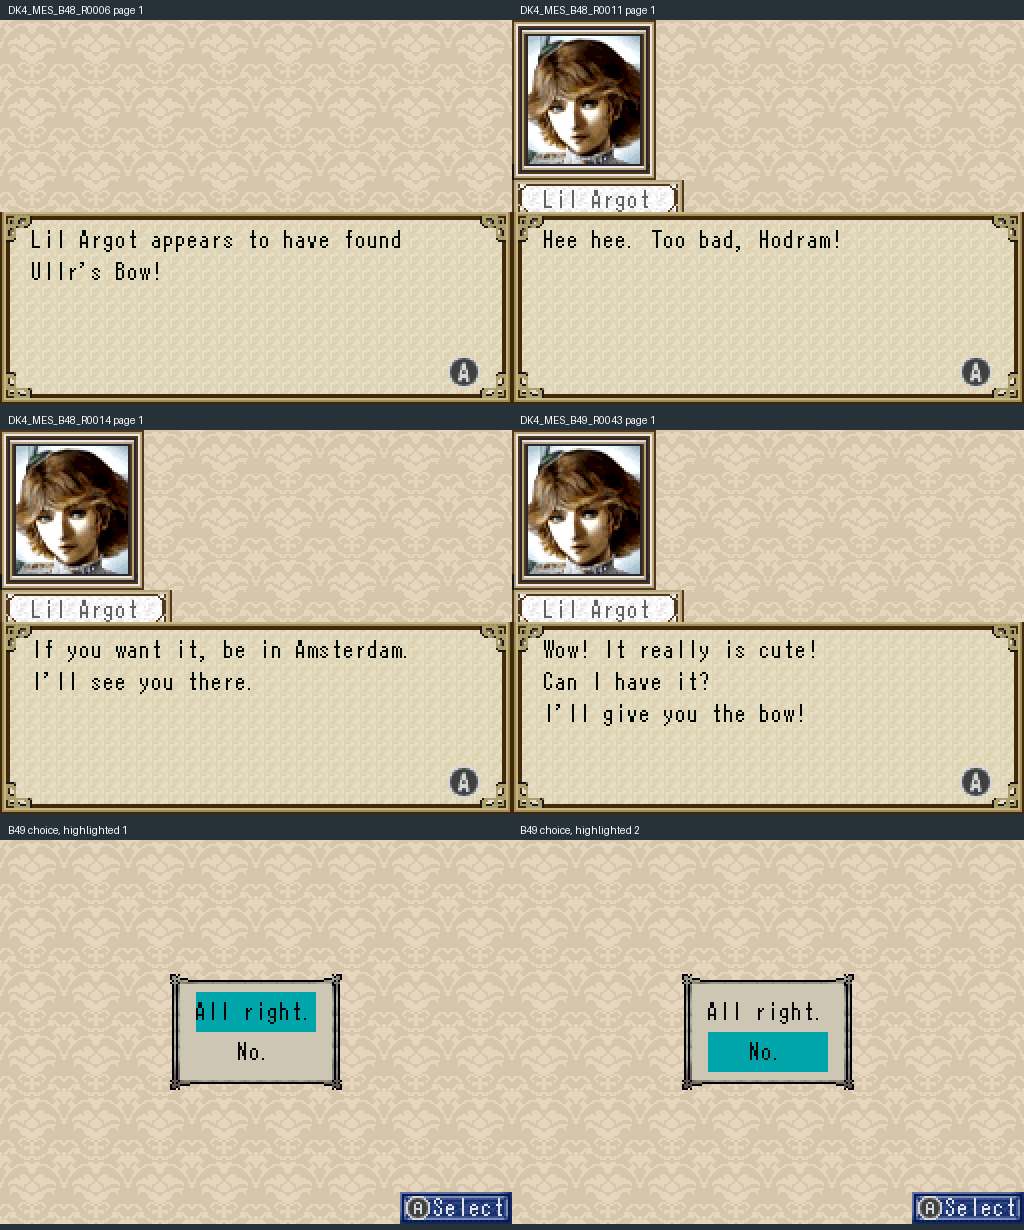 DK4_MES_B48_R0006 page 1
Lil Argot appears to have found
Ullr's Bow!
A
DK4_MES_B48_R0011 page 1
Lil Argot
Hee hee. Too bad, Hodram!
A
DK4_MES_B48_R0014 page 1
Lil Argot
If you want it, be in Amsterdam.
I'll see you there.
A
DK4_MES_B49_R0043 page 1
Lil Argot
Wow! It really is cute!
Can I have it?
I'll give you the bow!
A
B49 choice, highlighted 1
All right.
No.
A Select
B49 choice, highlighted 2
All right.
No.
A Select